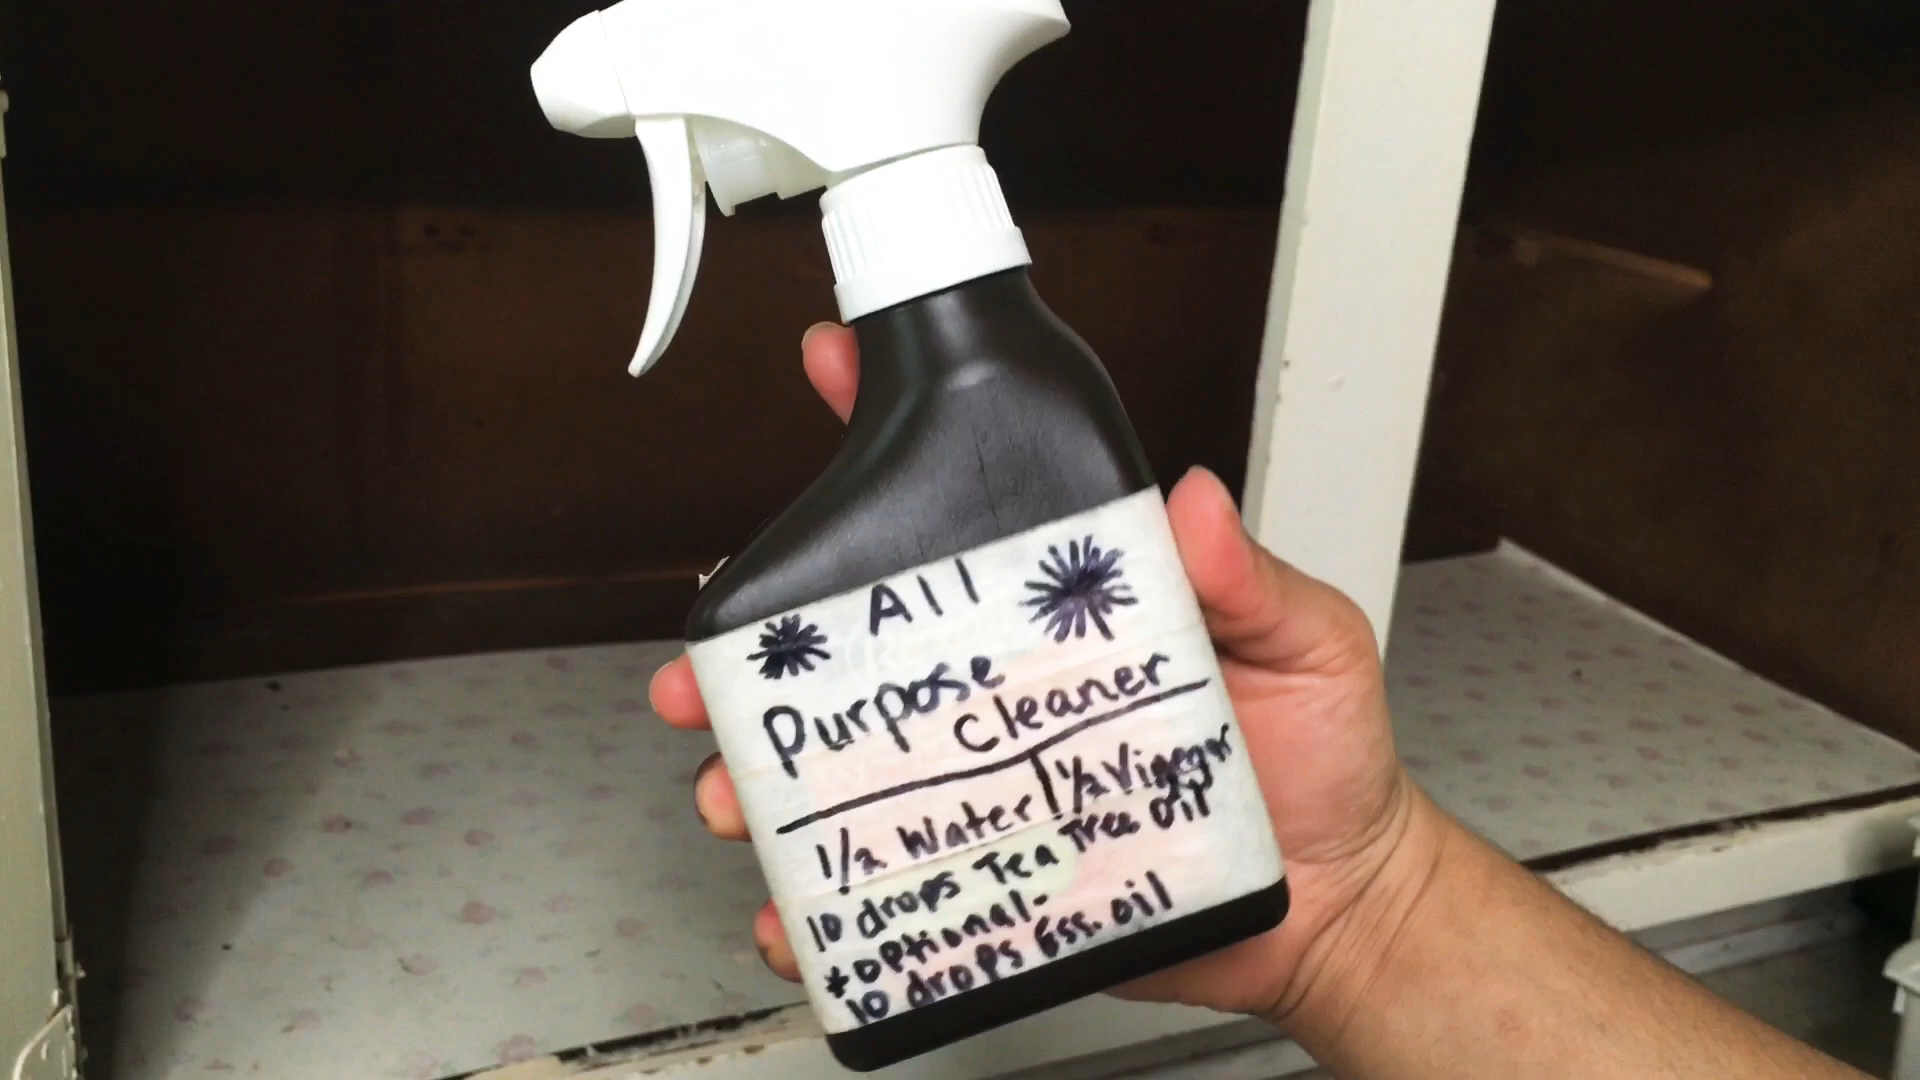 All
Purpose
Cleaner
1/2 Water | 1/2 Vinegar
10 drops Tea Tree Oil
*optional-
10 drops Ess. oil